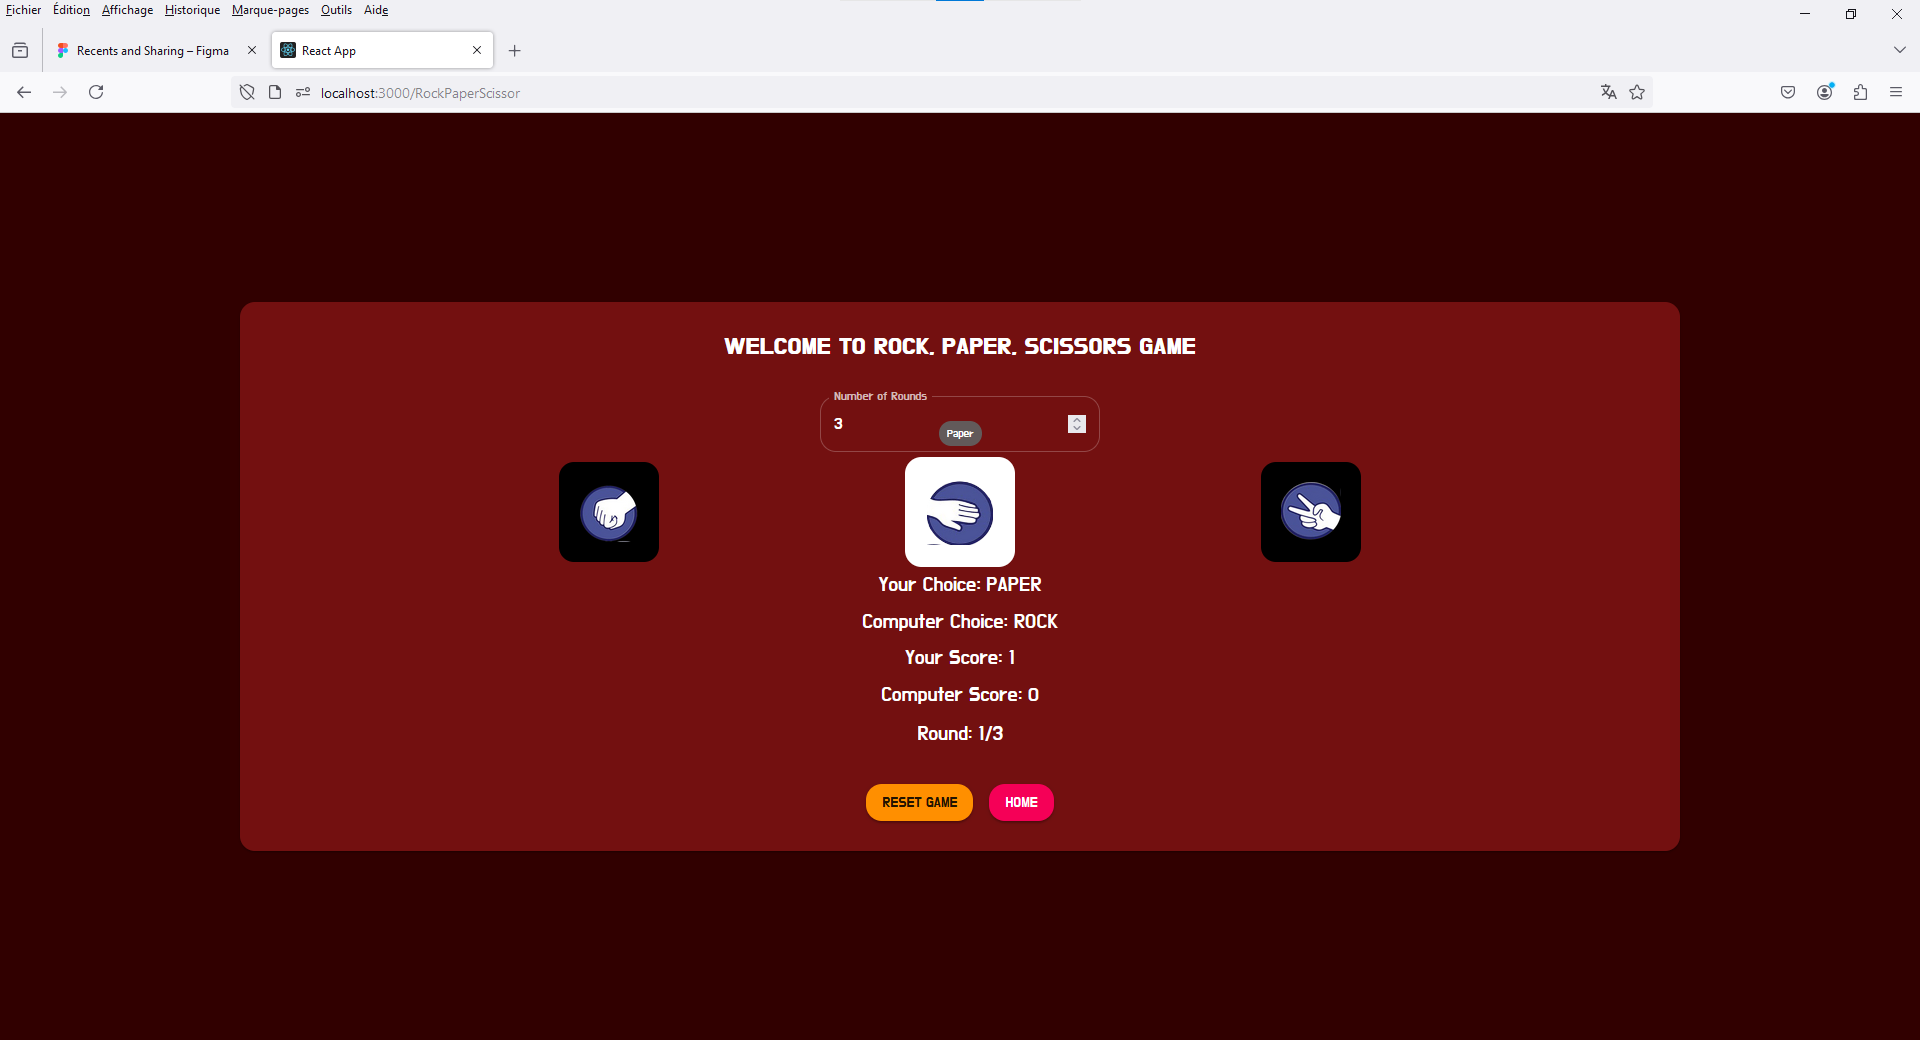 Fichier Édition Affichage Historique Marque-pages Outils Aide
Recents and Sharing – Figma React App
localhost:3000/RockPaperScissor
WELCOME TO ROCK, PAPER, SCISSORS GAME
Number of Rounds
3
Paper
Your Choice: PAPER
Computer Choice: ROCK
Your Score: 1
Computer Score: 0
Round: 1/3
RESET GAME HOME